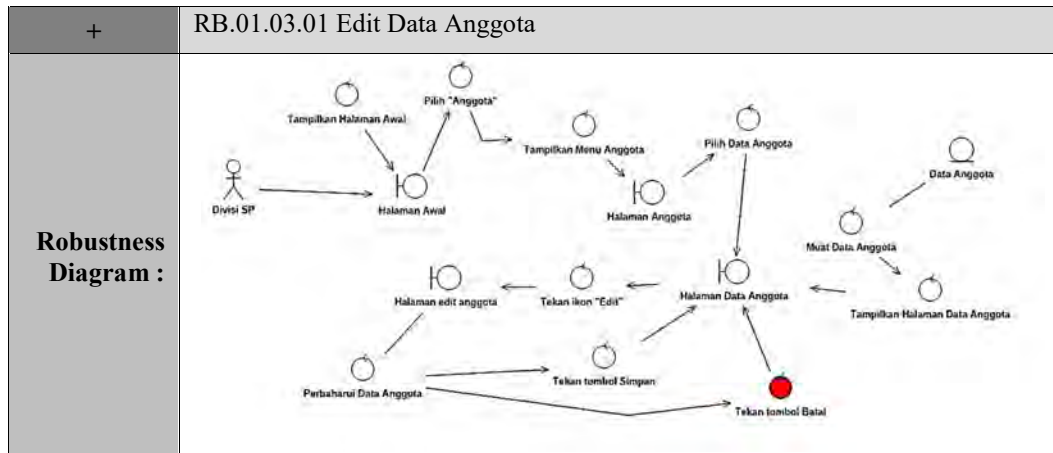 +
RB.01.03.01 Edit Data Anggota
Robustness
Diagram :
Pilih "Anggota"
Tampilkan Halaman Awal
Tampilkan Menu Anggota
Pilih Data Anggota
Data Anggota
Divisi SP
Halaman Awal
Halaman Anggota
Muat Data Anggota
Halaman edit anggota
Tekan ikon "Edit"
Halaman Data Anggota
Tampilkan Halaman Data Anggota
Perbaharui Data Anggota
Tekan tombol Simpan
Tekan tombol Batal